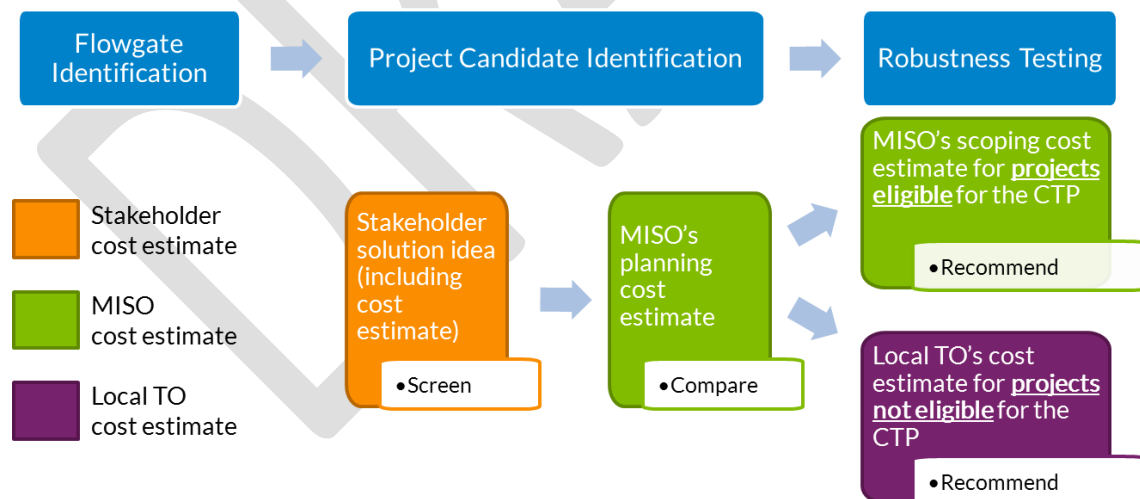 Flowgate
Identification
Project Candidate Identification
Robustness Testing
Stakeholder
cost estimate
MISO
cost estimate
Local TO
cost estimate
Stakeholder
solution idea
(including
cost
estimate)
•Screen
MISO's
planning
cost
estimate
•Compare
MISO's scoping cost
estimate for projects
eligible for the CTP
•Recommend
Local TO's cost
estimate for projects
not eligible for the
CTP
•Recommend